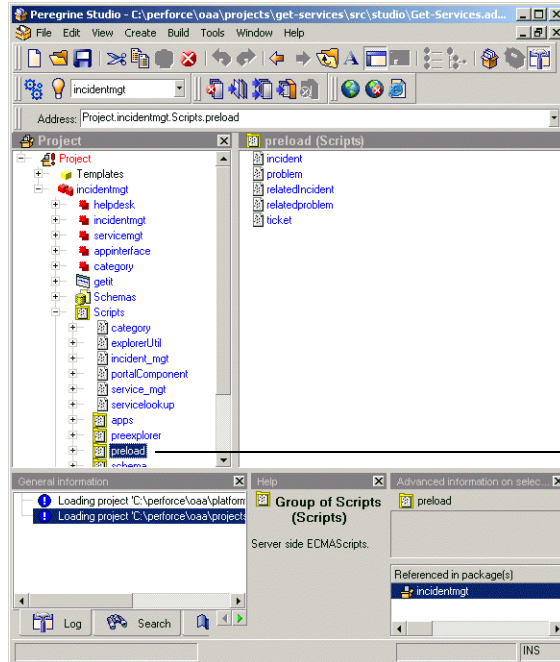 Peregrine Studio - C:\perforce\oaa\projects\get-services\src\studio\Get-Services.ad...
File Edit View Create Build Tools Window Help
incidentmgt
Address: Project.incidentmgt.Scripts.preload
Project
preload (Scripts)
Project
Templates
incidentmgt
helpdesk
incidentmgt
servicemgt
appinterface
category
getit
Schemas
Scripts
category
explorerUtil
incident_mgt
portalComponent
service_mgt
servicelookup
apps
preexplorer
preload
schema
incident
problem
relatedIncident
relatedproblem
ticket
General information
Loading project 'C:\perforce\oaa\platform
Loading project 'C:\perforce\oaa\projects
Log
Search
Help
Group of Scripts
(Scripts)
Server side ECMAScripts.
Advanced information on selec...
preload
Referenced in package(s)
incidentmgt
INS